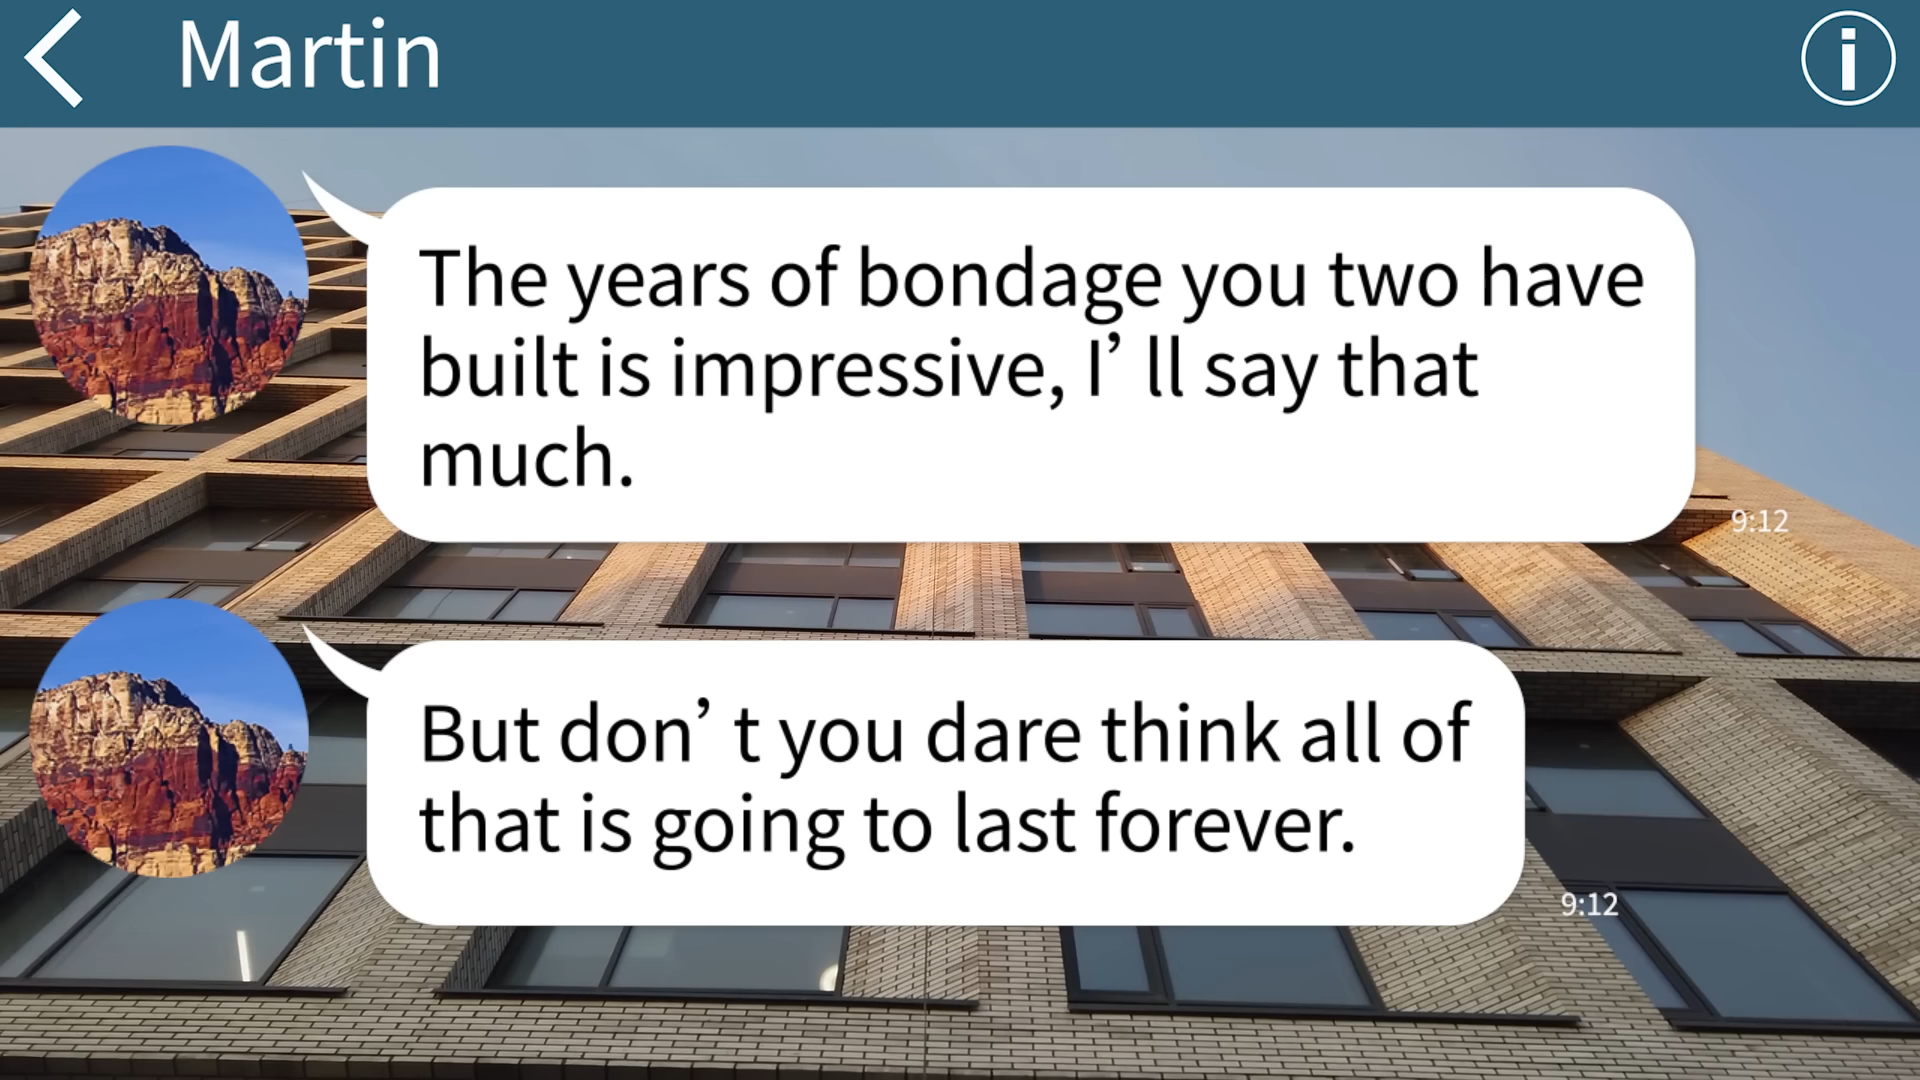 Martin
The years of bondage you two have
built is impressive, I’ ll say that
much.
9:12
But don’ t you dare think all of
that is going to last forever.
9:12